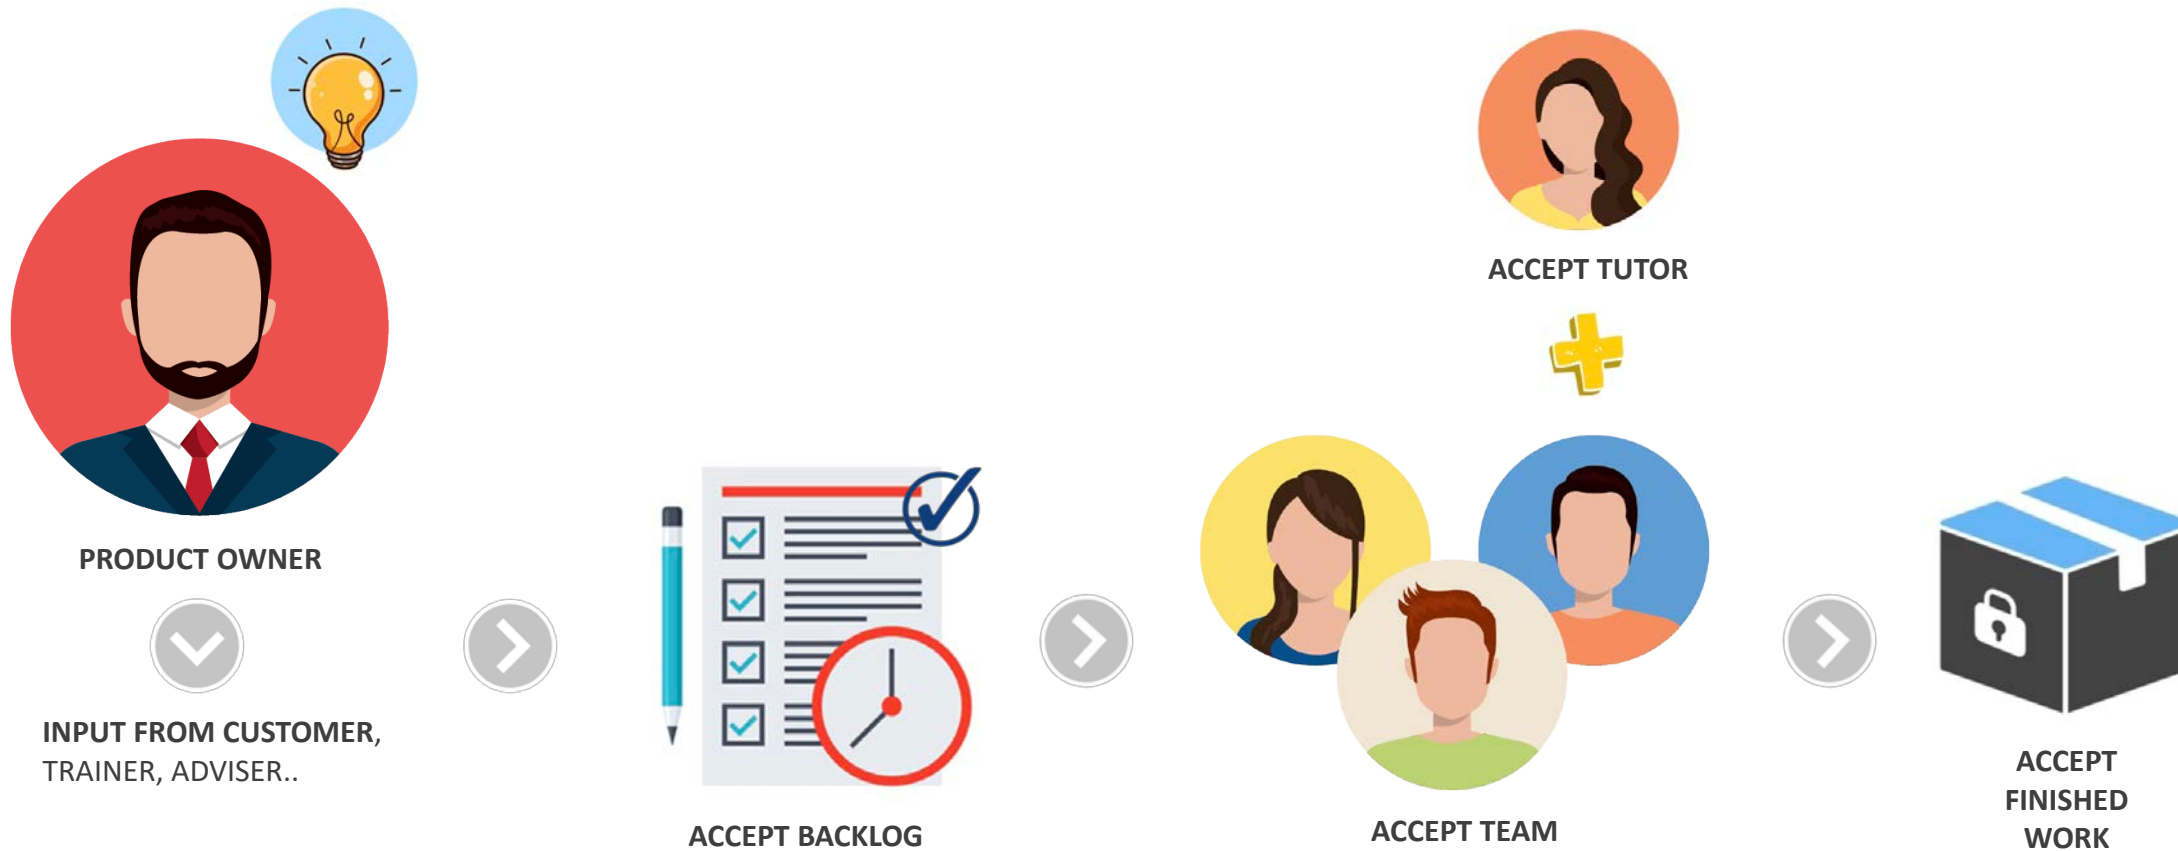 PRODUCT OWNER
INPUT FROM CUSTOMER,
TRAINER, ADVISER..
ACCEPT BACKLOG
ACCEPT TUTOR
ACCEPT TEAM
ACCEPT
FINISHED
WORK